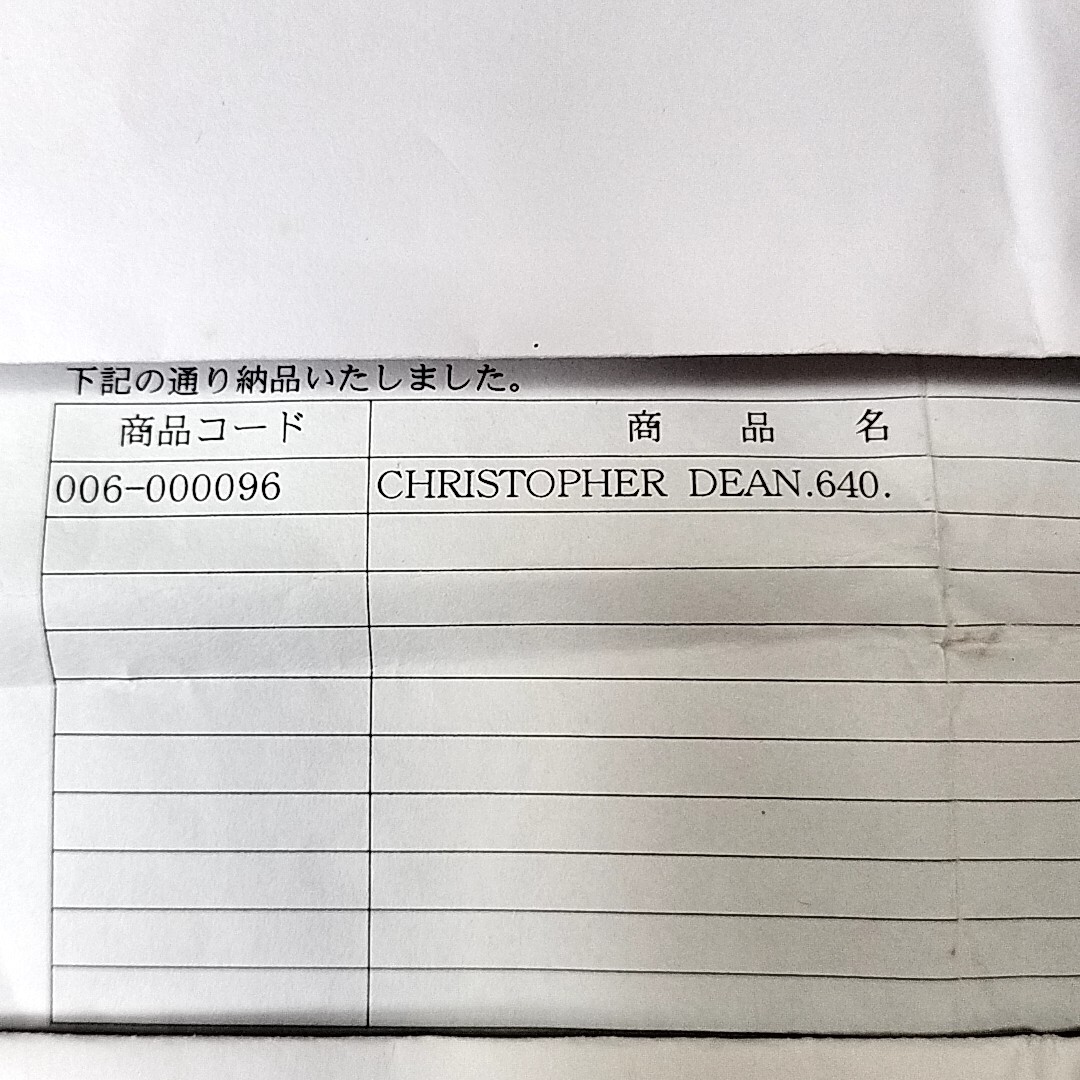 下記の通り納品いたしました。
商品コード 商品名
006-000096 CHRISTOPHER DEAN.640.